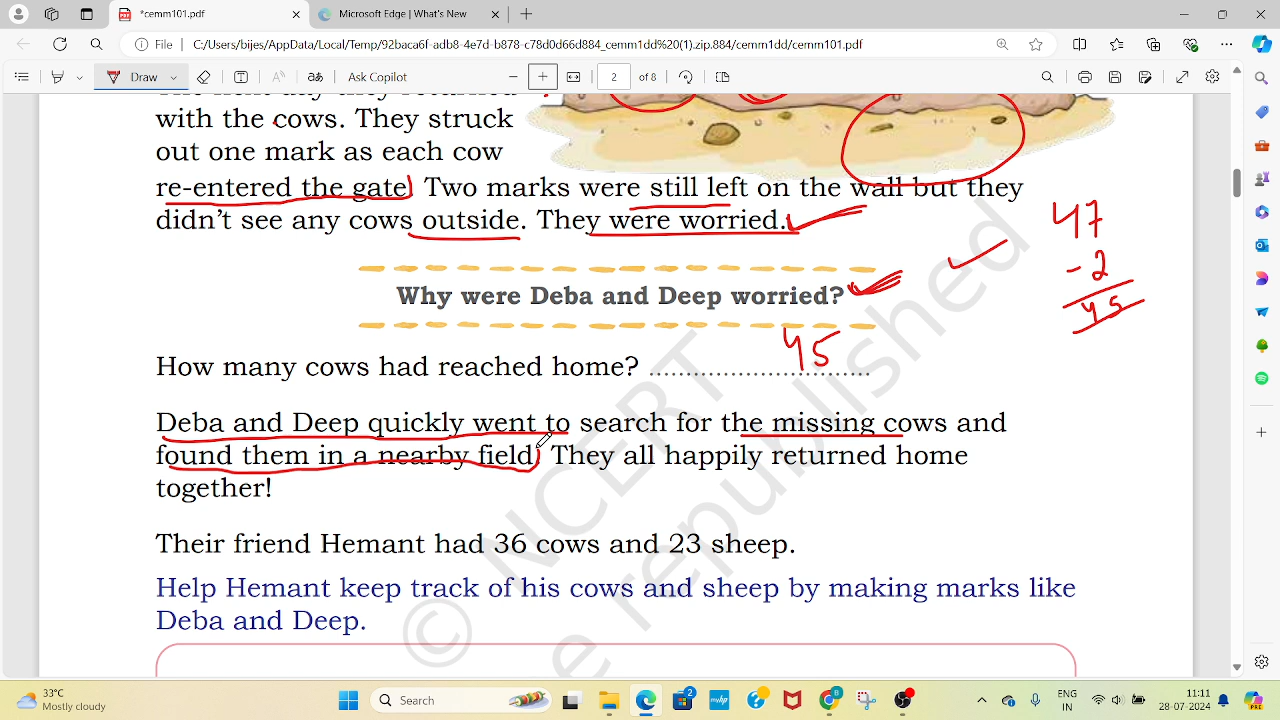 *cemm101.pdf
Microsoft Edge | What's New
File
C:/Users/bijes/AppData/Local/Temp/92baca6f-adb8-4e7d-b878-c78d676d884_cemm1dd%20(1).zip.884/cemm1dd/cemm101.pdf
Draw
Ask Copilot
2 of 8
with the cows. They struck
out one mark as each cow
re-entered the gate. Two marks were still left on the wall but they
didn't see any cows outside. They were worried.
47
-2
45
Why were Deba and Deep worried?
How many cows had reached home? ........................... 45
Deba and Deep quickly went to search for the missing cows and
found them in a nearby field. They all happily returned home
together!
Their friend Hemant had 36 cows and 23 sheep.
Help Hemant keep track of his cows and sheep by making marks like
Deba and Deep.
© NCERT
be republished
33°C
Mostly cloudy
Search
2
8
ENG
IN
11:11
28-07-2024